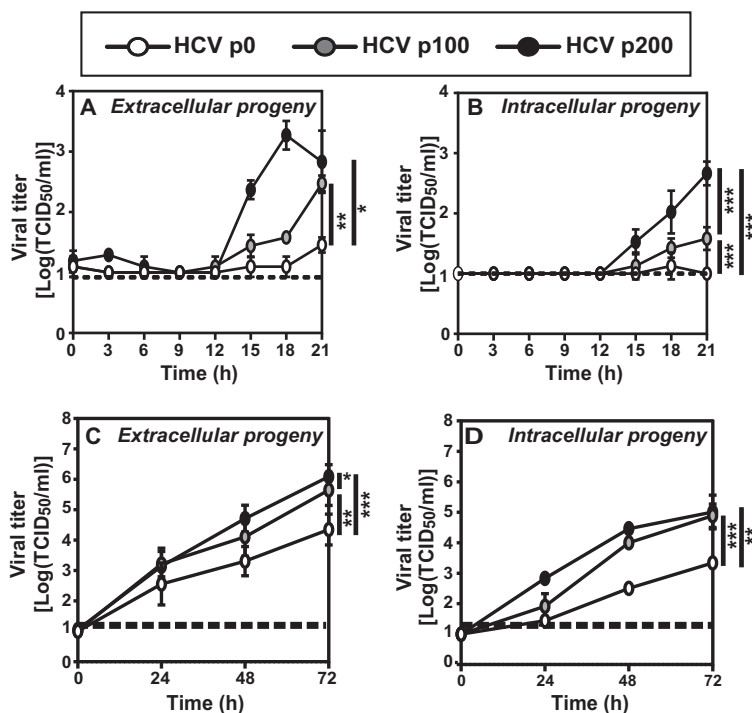 HCV p0 HCV p100 HCV p200
A Extracellular progeny
Viral titer
[Log(TCID50/ml)]
4
3
2
1
0
0 3 6 9 12 15 18 21
Time (h)
**
*
B Intracellular progeny
Viral titer
[Log(TCID50/ml)]
4
3
2
1
0
0 3 6 9 12 15 18 21
Time (h)
***
***
***
C Extracellular progeny
Viral titer
[Log(TCID50/ml)]
8
7
6
5
4
3
2
1
0
0 24 48 72
Time (h)
*
**
***
D Intracellular progeny
Viral titer
[Log(TCID50/ml)]
8
7
6
5
4
3
2
1
0
0 24 48 72
Time (h)
***
**